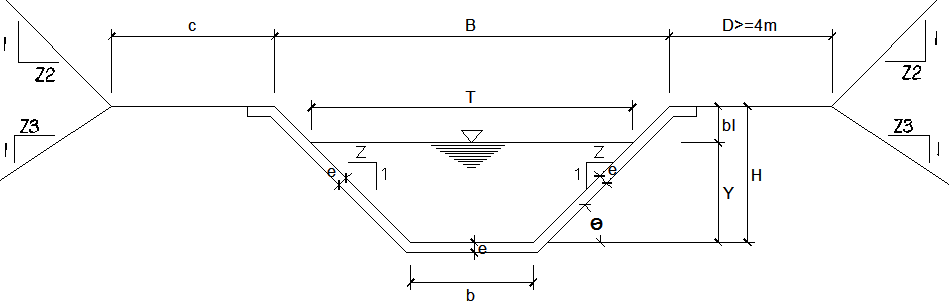 c B D>=4m
1 Z2 1 Z2
T
Z3 bl Z3
1 1
Z Z
e 1 1 e H
Y
Ɵ
e
b